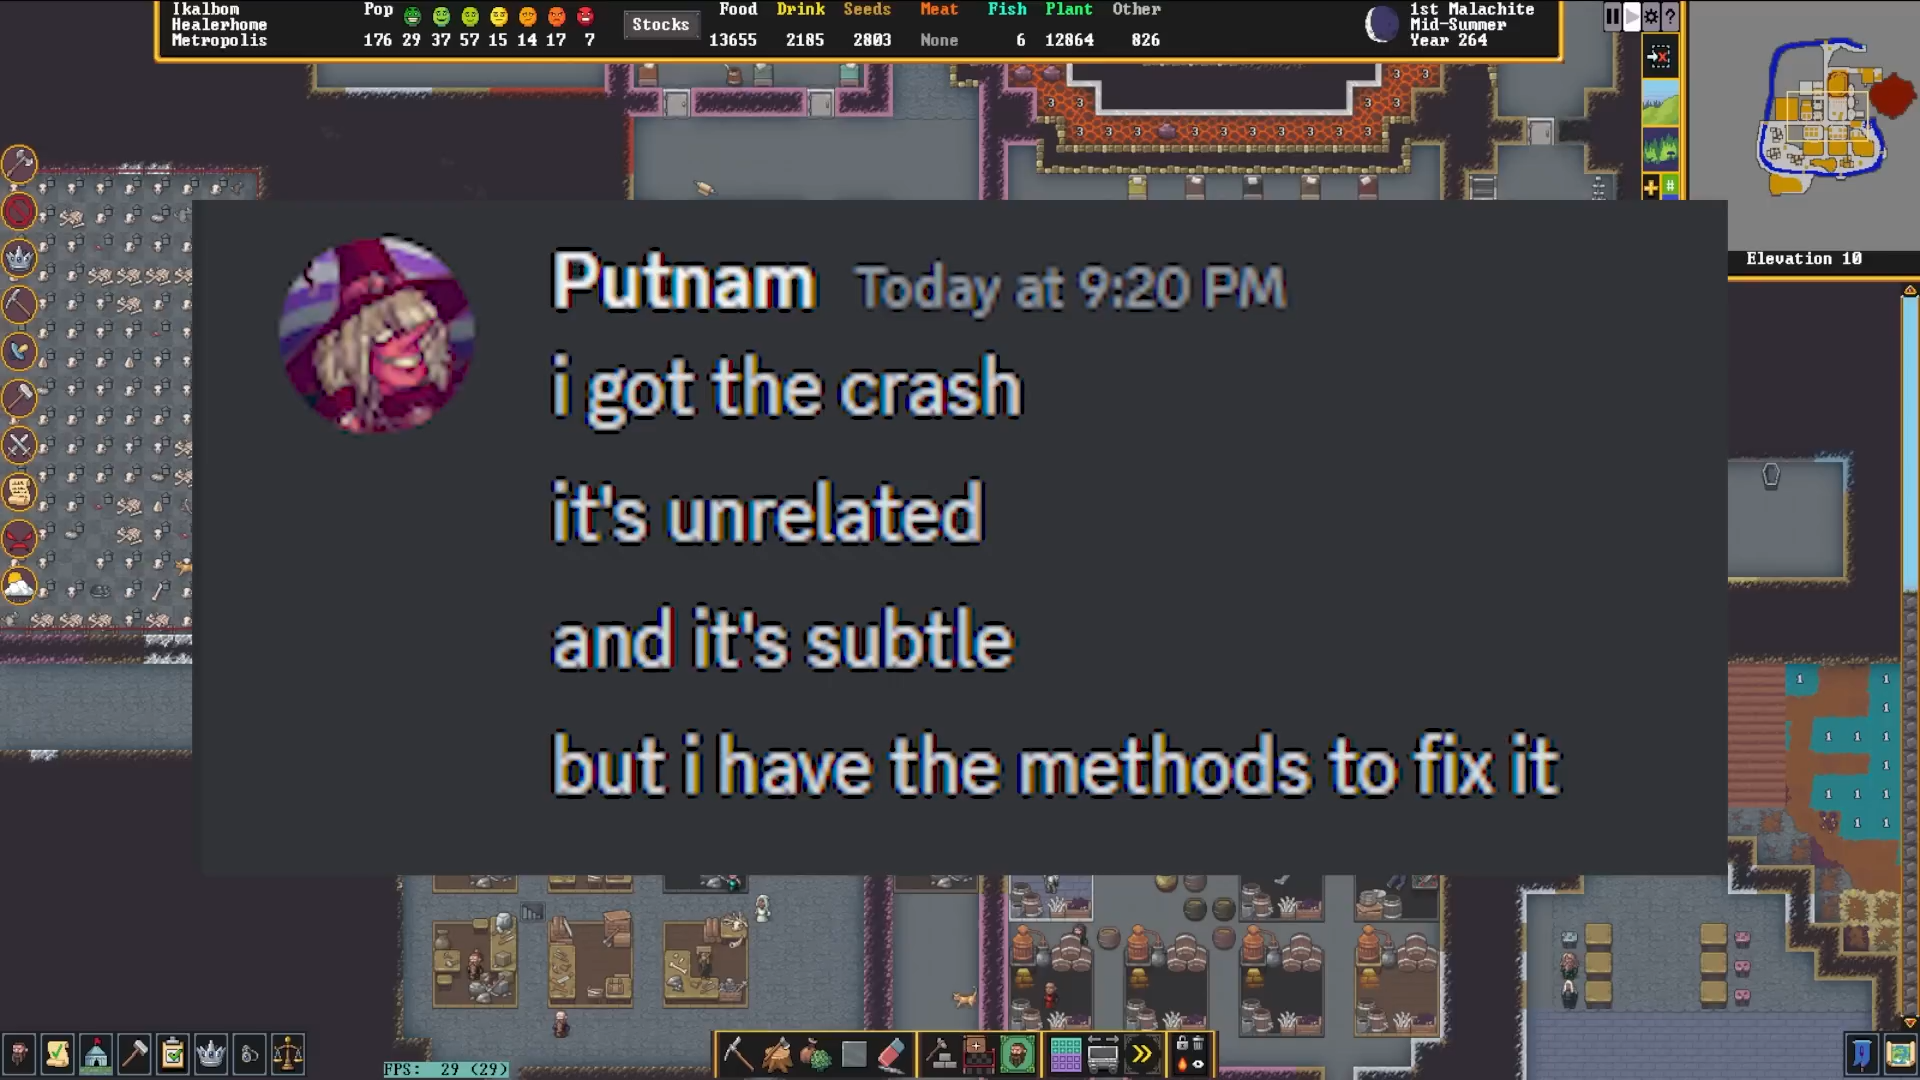 Ikalbom
Healerhome
Metropolis
Pop
176 29 37 57 15 14 17 7
Stocks
Food Drink Seeds Meat Fish Plant Other
13655 2185 2803 None 6 12864 826
1st Malachite
Mid-Summer
Year 264
Elevation 10
Putnam Today at 9:20 PM
i got the crash
it's unrelated
and it's subtle
but i have the methods to fix it
FPS: 29 (29)